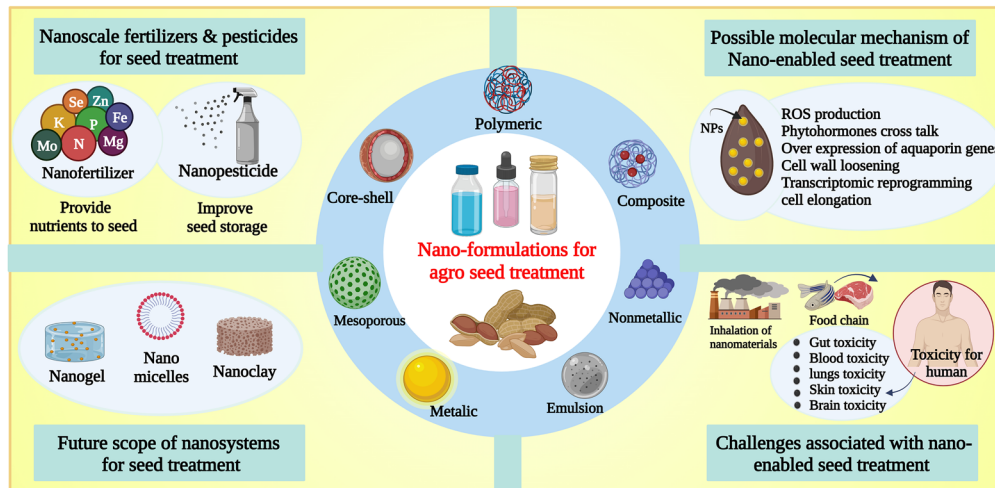 Nanoscale fertilizers & pesticides
for seed treatment
Se
Zn
K
P
Fe
Mo
N
Mg
Nanofertilizer
Nanopesticide
Provide
nutrients to seed
Improve
seed storage
Polymeric
Core-shell
Composite
Nano-formulations for
agro seed treatment
Mesoporous
Nonmetallic
Metalic
Emulsion
Possible molecular mechanism of
Nano-enabled seed treatment
NPs
ROS production
Phytohormones cross talk
Over expression of aquaporin genes
Cell wall loosening
Transcriptomic reprogramming
cell elongation
Nanogel
Nano
micelles
Nanoclay
Future scope of nanosystems
for seed treatment
Inhalation of
nanomaterials
Food chain
Toxicity for
human
Gut toxicity
Blood toxicity
lungs toxicity
Skin toxicity
Brain toxicity
Challenges associated with nano-
enabled seed treatment